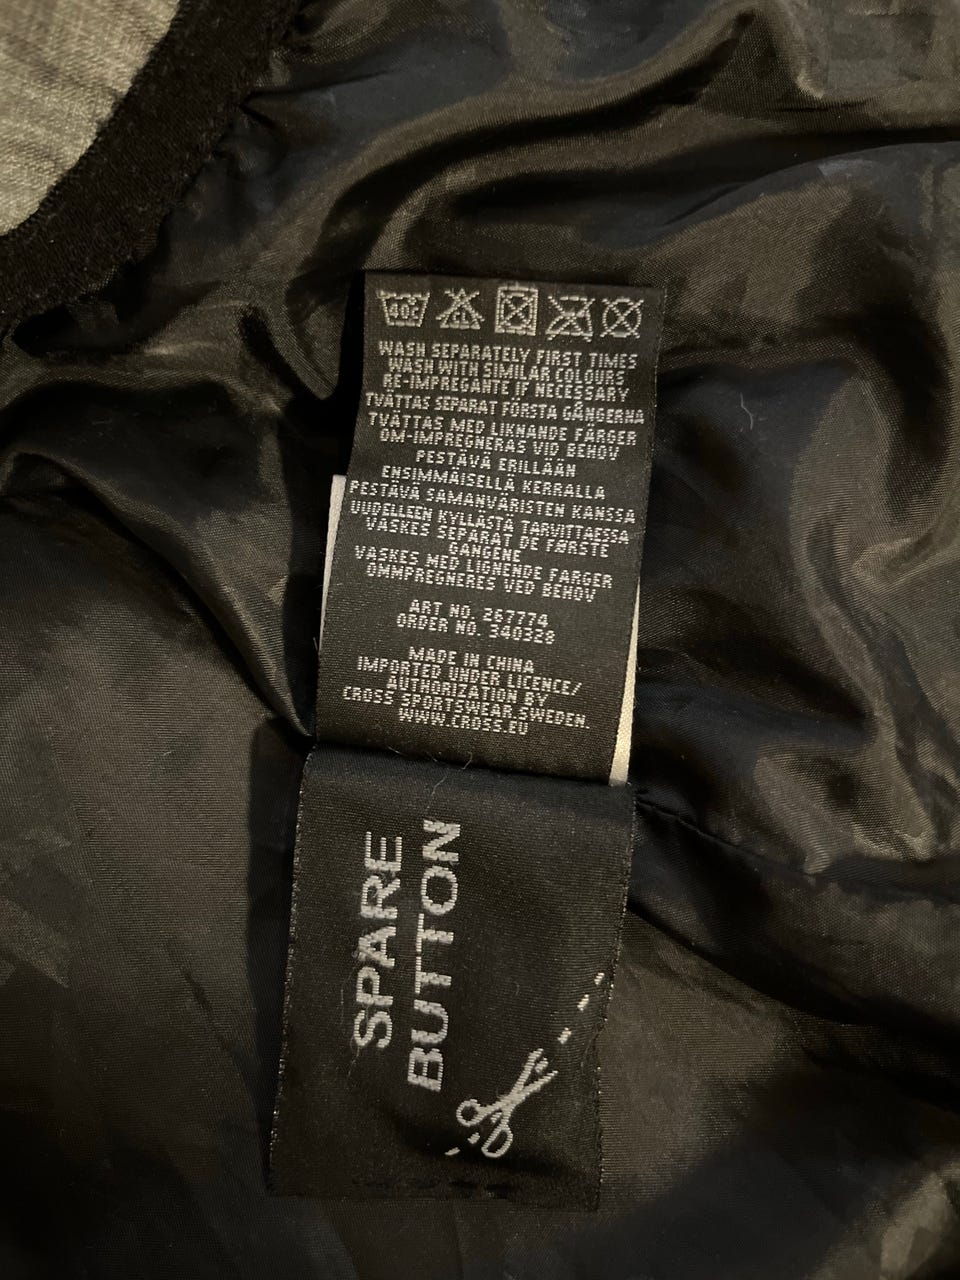 40°
WASH SEPARATELY FIRST TIMES
WASH WITH SIMILAR COLOURS
RE-IMPREGANTE IF NECESSARY
TVÄTTAS SEPARAT FÖRSTA GÅNGERNA
TVÄTTAS MED LIKNANDE FÄRGER
OM-IMPREGNERAS VID BEHOV
PESTÄVÄ ERILLÄÄN
ENSIMMÄISELLÄ KERRALLA
PESTÄVÄ SAMANVÄRISTEN KANSSA
UUDELLEEN KYLLÄSTÄ TARVITTAESSA
VASKES SEPARAT DE FØRSTE
GANGENE
VASKES MED LIGNENDE FARGER
OMMPREGNERES VED BEHOV
ART NO. 267774
ORDER NO. 340328
MADE IN CHINA
IMPORTED UNDER LICENCE/
AUTHORIZATION BY
CROSS SPORTSWEAR, SWEDEN.
WWW.CROSS.EU
SPARE
BUTTON